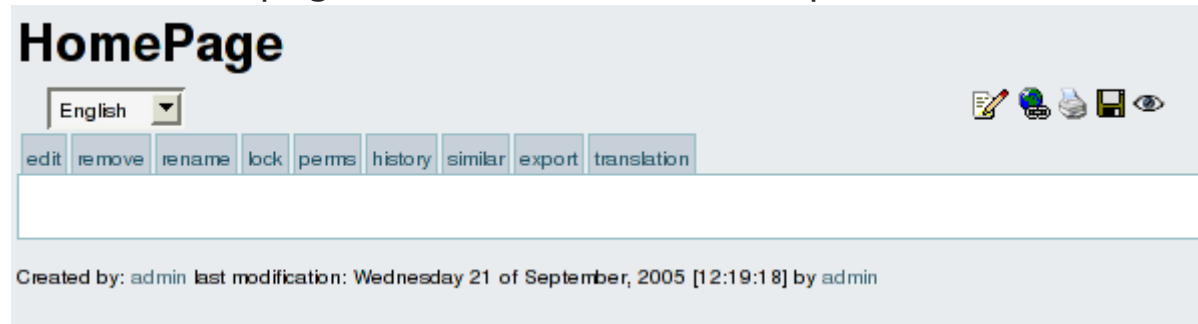 HomePage
English
edit remove rename lock perms history similar export translation
Created by: admin last modification: Wednesday 21 of September, 2005 [12:19:18] by admin